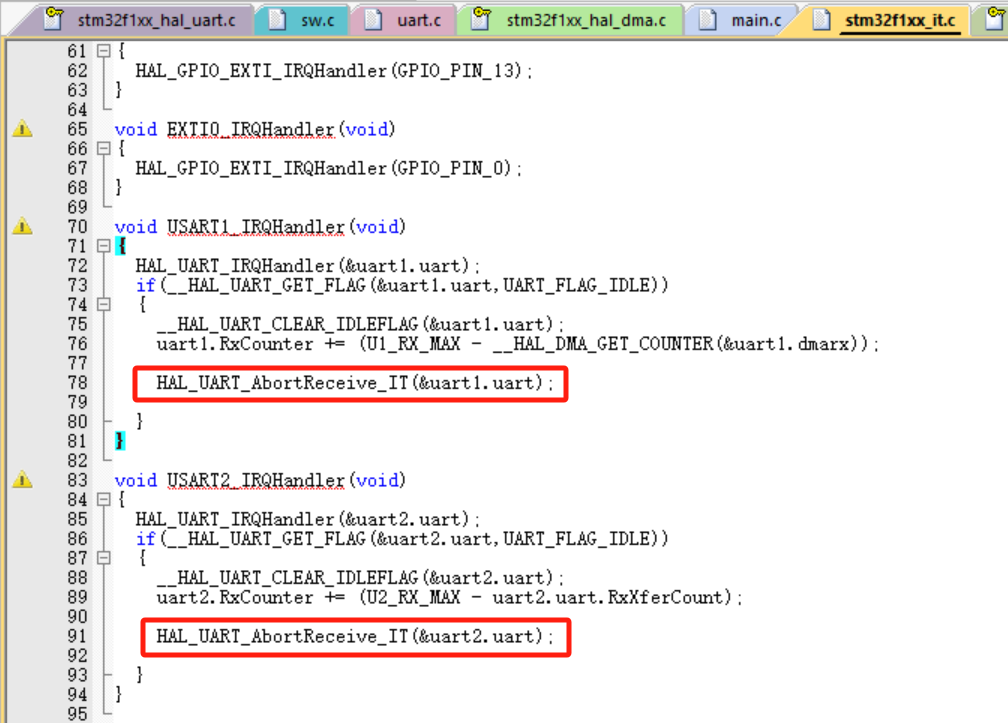 stm32f1xx_hal_uart.c sw.c uart.c stm32f1xx_hal_dma.c main.c stm32f1xx_it.c
61 {
62 HAL_GPIO_EXTI_IRQHandler(GPIO_PIN_13);
63 }
64
65 void EXTI0_IRQHandler(void)
66 {
67 HAL_GPIO_EXTI_IRQHandler(GPIO_PIN_0);
68 }
69
70 void USART1_IRQHandler(void)
71 {
72 HAL_UART_IRQHandler(&uart1.uart);
73 if(__HAL_UART_GET_FLAG(&uart1.uart,UART_FLAG_IDLE))
74 {
75 __HAL_UART_CLEAR_IDLEFLAG(&uart1.uart);
76 uart1.RxCounter += (U1_RX_MAX - __HAL_DMA_GET_COUNTER(&uart1.dmarx));
77
78 HAL_UART_AbortReceive_IT(&uart1.uart);
79
80 }
81 }
82
83 void USART2_IRQHandler(void)
84 {
85 HAL_UART_IRQHandler(&uart2.uart);
86 if(__HAL_UART_GET_FLAG(&uart2.uart,UART_FLAG_IDLE))
87 {
88 __HAL_UART_CLEAR_IDLEFLAG(&uart2.uart);
89 uart2.RxCounter += (U2_RX_MAX - uart2.uart.RxXferCount);
90
91 HAL_UART_AbortReceive_IT(&uart2.uart);
92
93 }
94 }
95